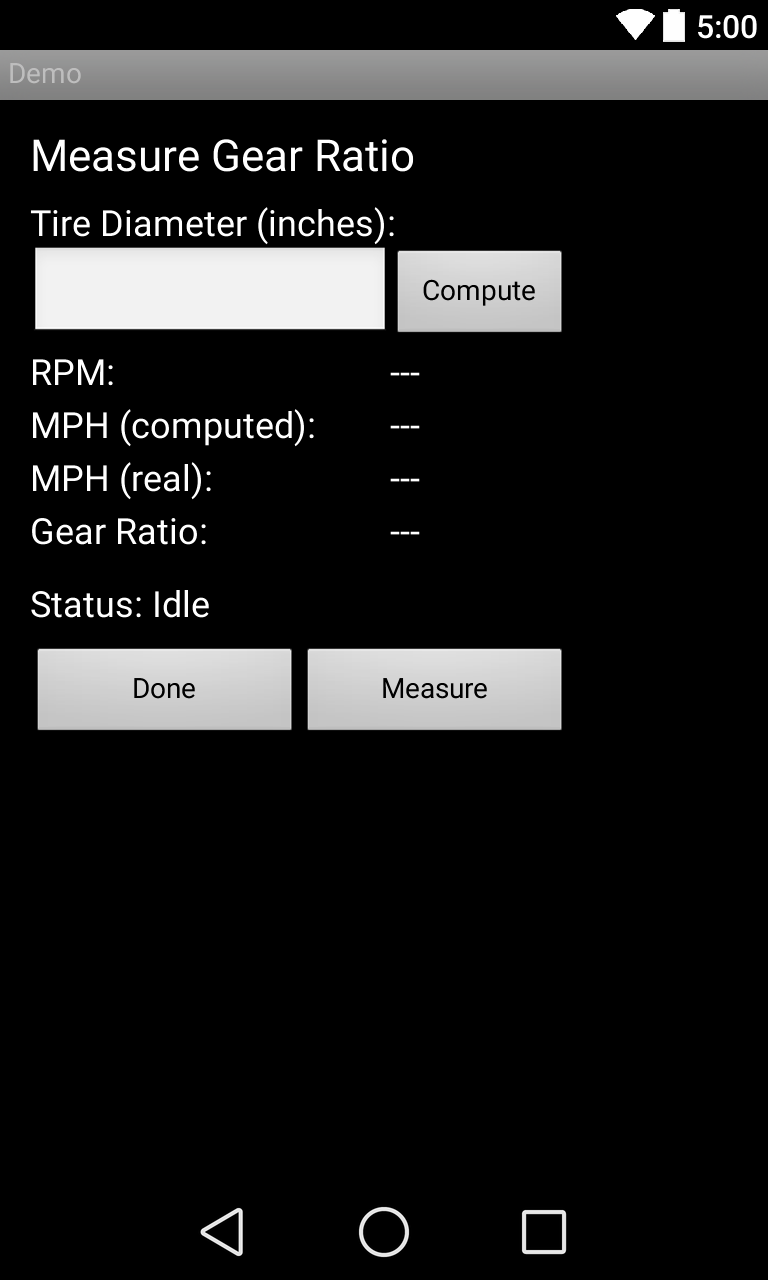 5:00
Demo
Measure Gear Ratio
Tire Diameter (inches):
Compute
RPM: ---
MPH (computed): ---
MPH (real): ---
Gear Ratio: ---
Status: Idle
Done Measure